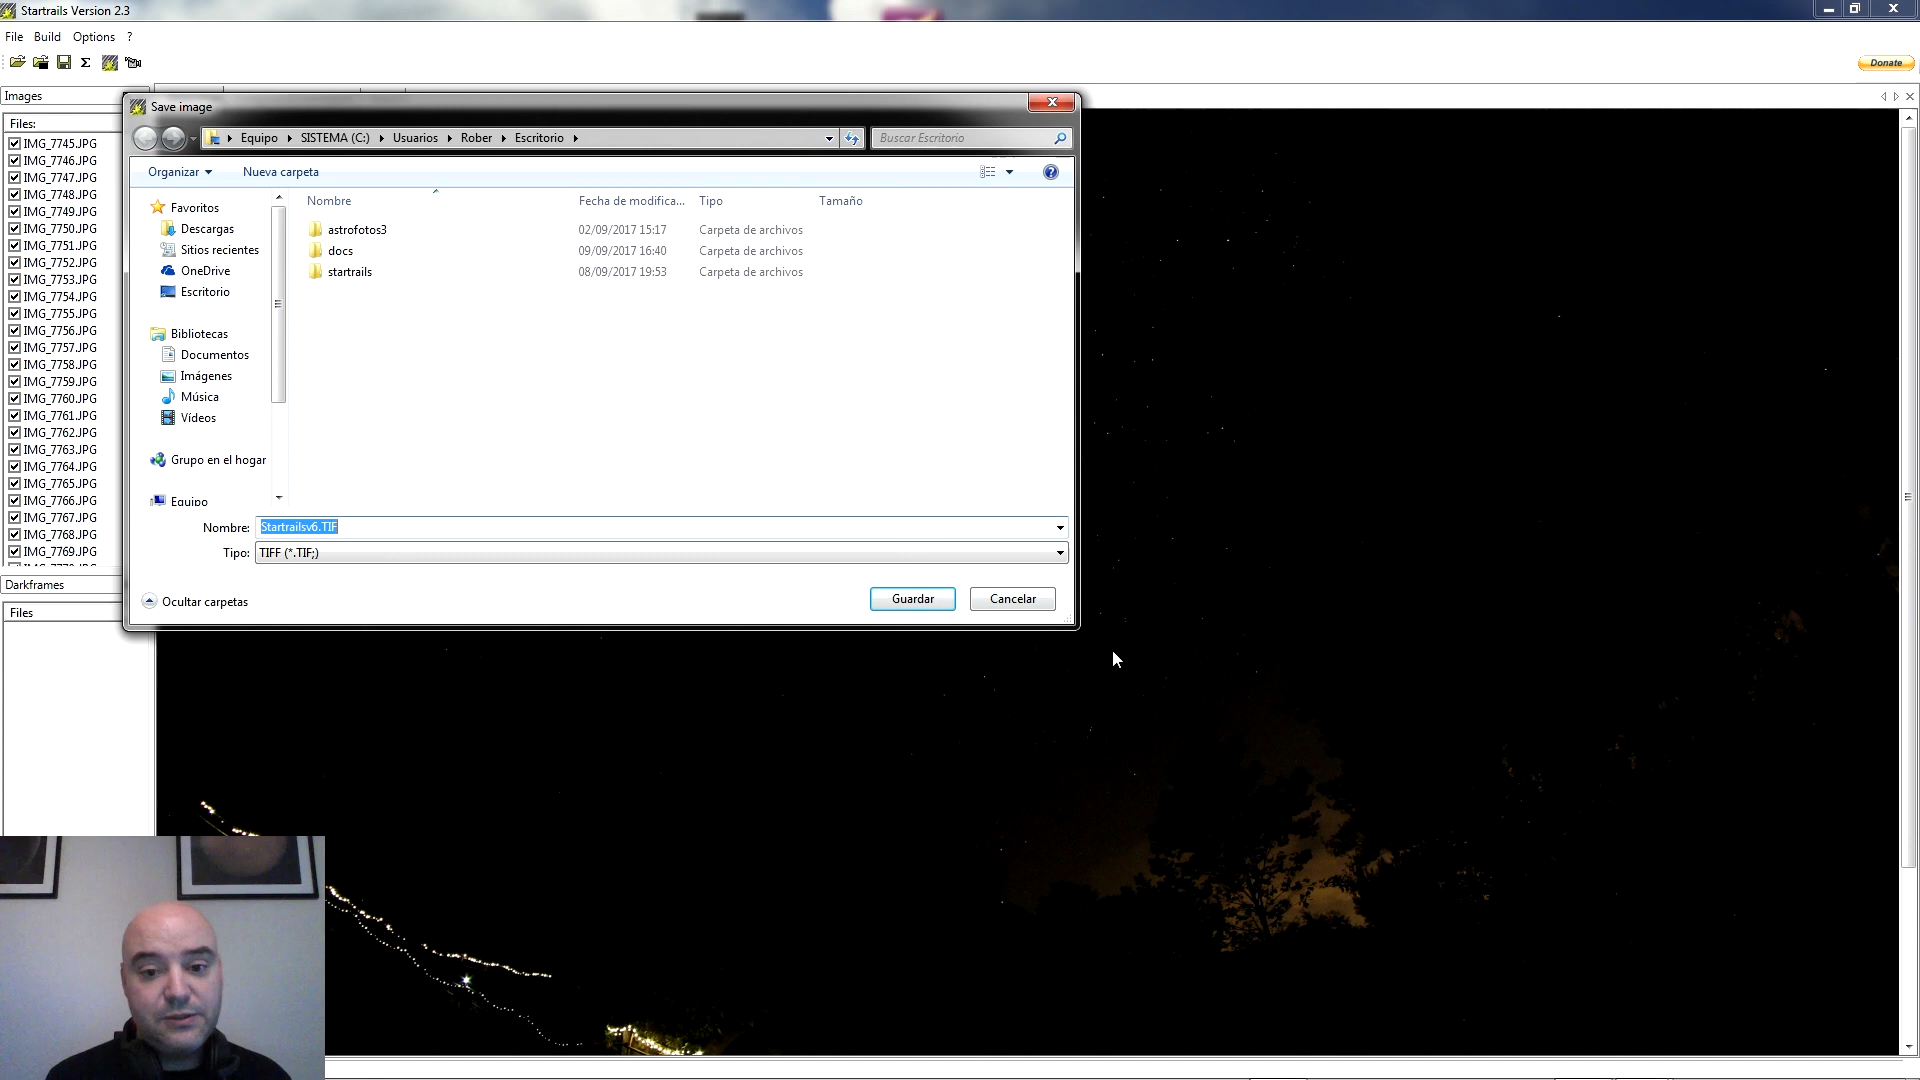 Startrails Version 2.3
File Build Options ?
Donate
Images
Files:
IMG_7745.JPG
IMG_7746.JPG
IMG_7747.JPG
IMG_7748.JPG
IMG_7749.JPG
IMG_7750.JPG
IMG_7751.JPG
IMG_7752.JPG
IMG_7753.JPG
IMG_7754.JPG
IMG_7755.JPG
IMG_7756.JPG
IMG_7757.JPG
IMG_7758.JPG
IMG_7759.JPG
IMG_7760.JPG
IMG_7761.JPG
IMG_7762.JPG
IMG_7763.JPG
IMG_7764.JPG
IMG_7765.JPG
IMG_7766.JPG
IMG_7767.JPG
IMG_7768.JPG
IMG_7769.JPG
Darkframes
Files
Save image
Equipo SISTEMA (C:) Usuarios Rober Escritorio
Buscar Escritorio
Organizar Nueva carpeta
Favoritos
Descargas
Sitios recientes
OneDrive
Escritorio
Bibliotecas
Documentos
Imágenes
Música
Vídeos
Grupo en el hogar
Equipo
Nombre Fecha de modifica... Tipo Tamaño
astrofotos3 02/09/2017 15:17 Carpeta de archivos
docs 09/09/2017 16:40 Carpeta de archivos
startrails 08/09/2017 19:53 Carpeta de archivos
Nombre: Startrailsv6.TIF
Tipo: TIFF (*.TIF;)
Ocultar carpetas
Guardar Cancelar